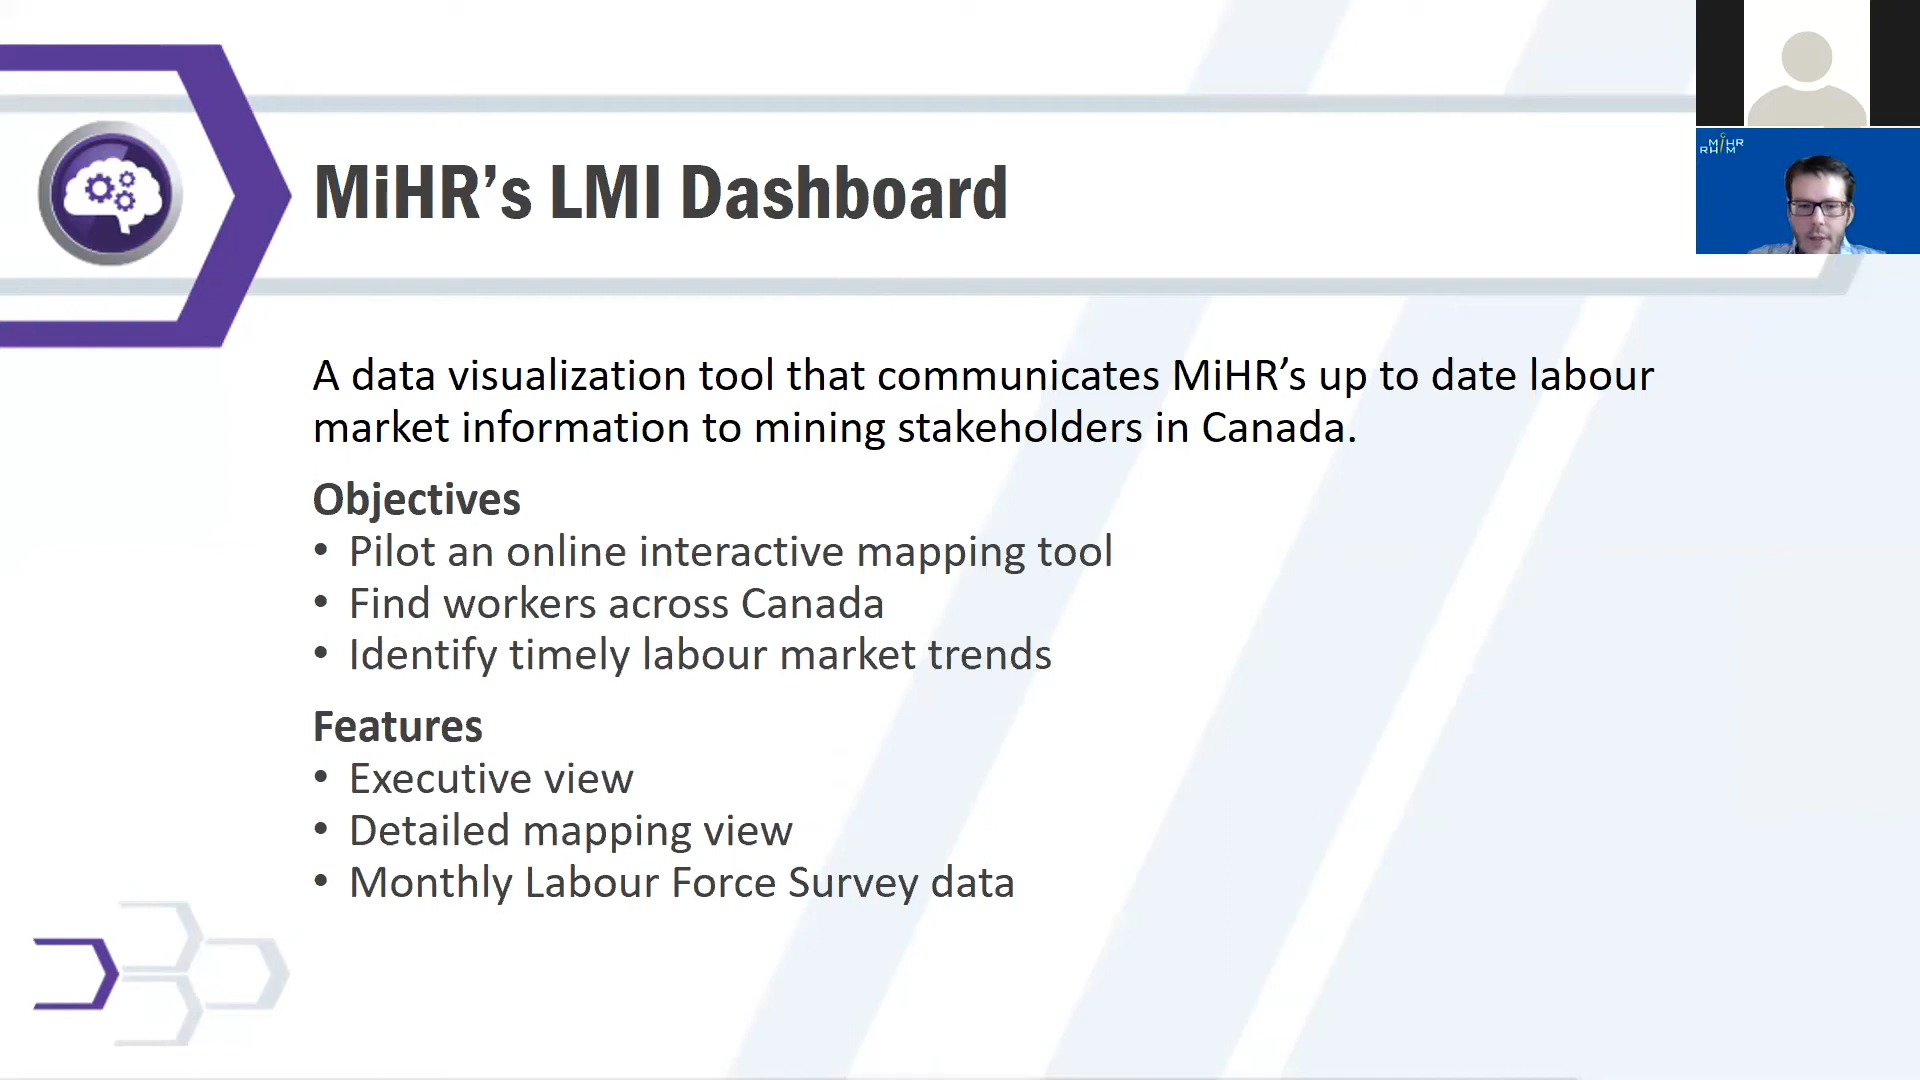 MiHR's LMI Dashboard
MiHR
RHiM
A data visualization tool that communicates MiHR's up to date labour
market information to mining stakeholders in Canada.
Objectives
• Pilot an online interactive mapping tool
• Find workers across Canada
• Identify timely labour market trends
Features
• Executive view
• Detailed mapping view
• Monthly Labour Force Survey data